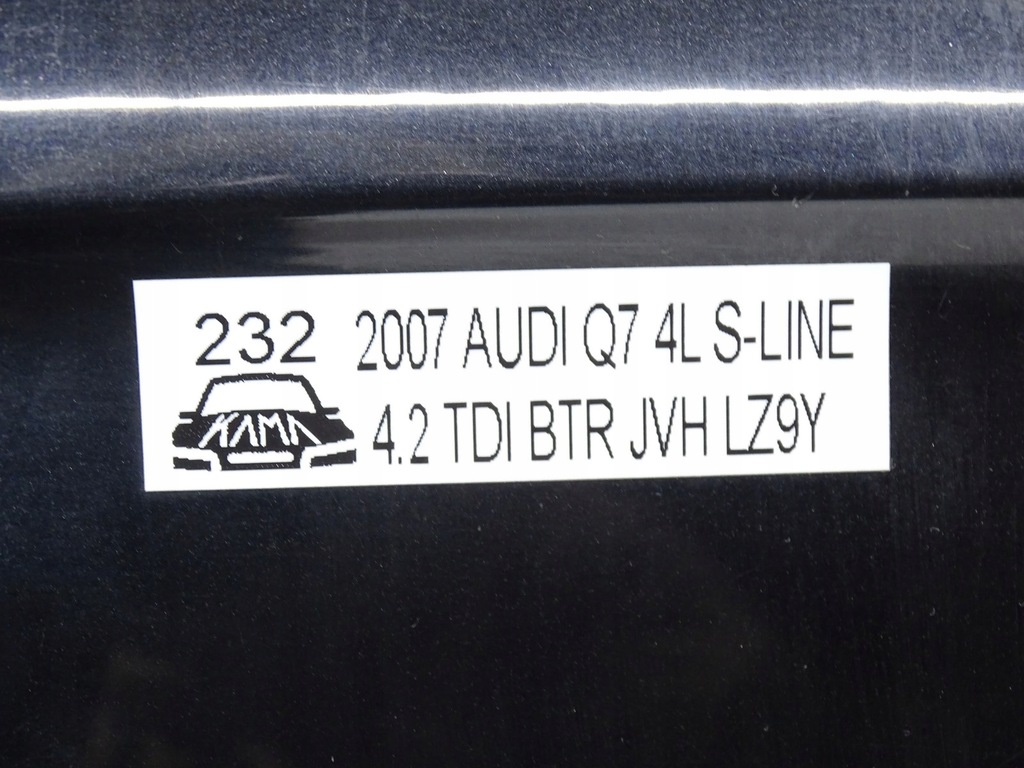 232 2007 AUDI Q7 4L S-LINE
KAMA 4.2 TDI BTR JVH LZ9Y